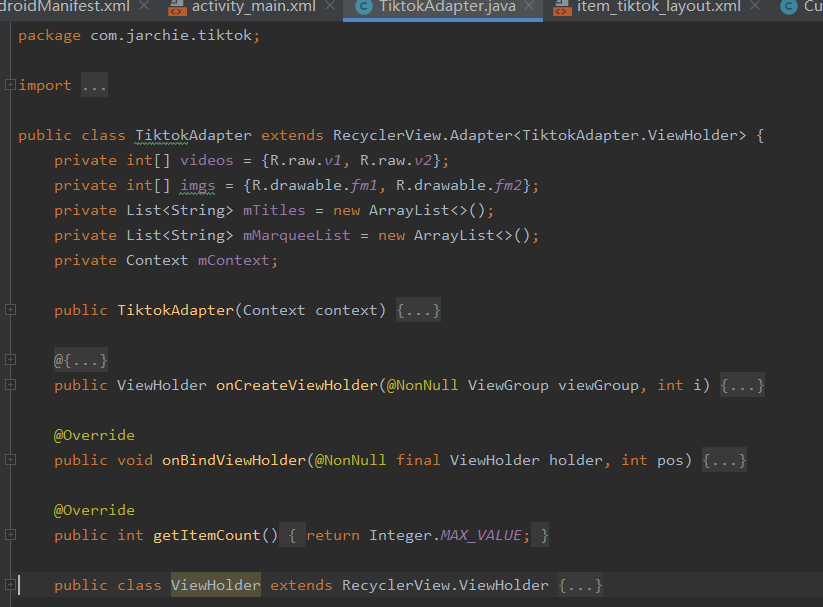 droidManifest.xml activity_main.xml TiktokAdapter.java item_tiktok_layout.xml Cu
package com.jarchie.tiktok;
import ...
public class TiktokAdapter extends RecyclerView.Adapter<TiktokAdapter.ViewHolder> {
private int[] videos = {R.raw.v1, R.raw.v2};
private int[] imgs = {R.drawable.fm1, R.drawable.fm2};
private List<String> mTitles = new ArrayList<>();
private List<String> mMarqueeList = new ArrayList<>();
private Context mContext;
public TiktokAdapter(Context context) {...}
@{...}
public ViewHolder onCreateViewHolder(@NonNull ViewGroup viewGroup, int i) {...}
@Override
public void onBindViewHolder(@NonNull final ViewHolder holder, int pos) {...}
@Override
public int getItemCount() { return Integer.MAX_VALUE; }
public class ViewHolder extends RecyclerView.ViewHolder {...}